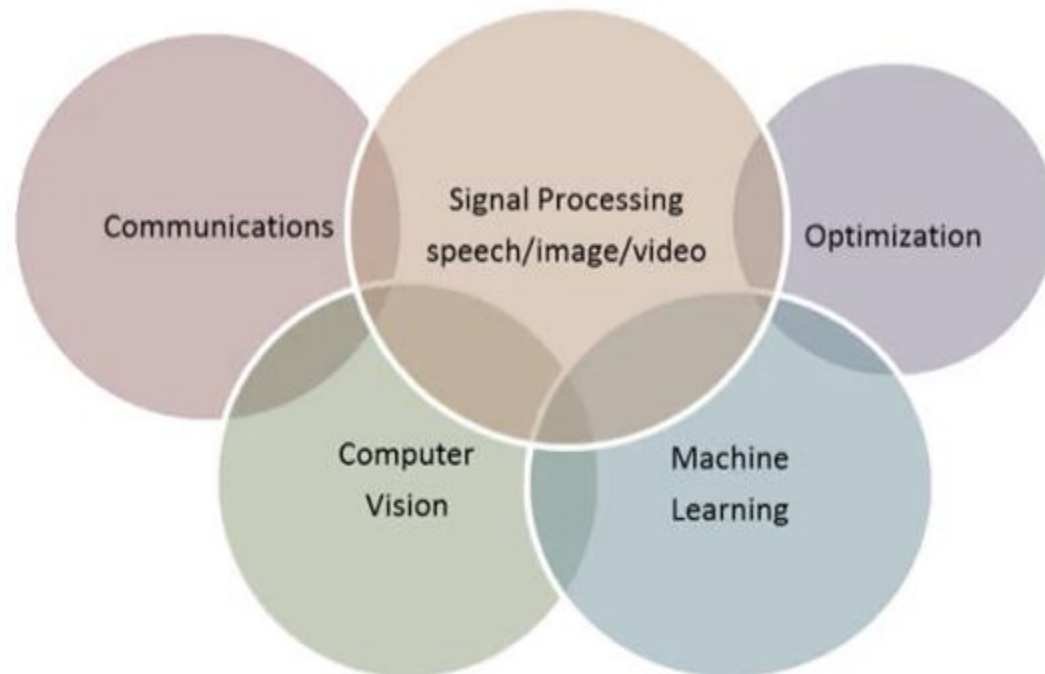 Signal Processing
speech/image/video
Communications
Optimization
Computer
Vision
Machine
Learning